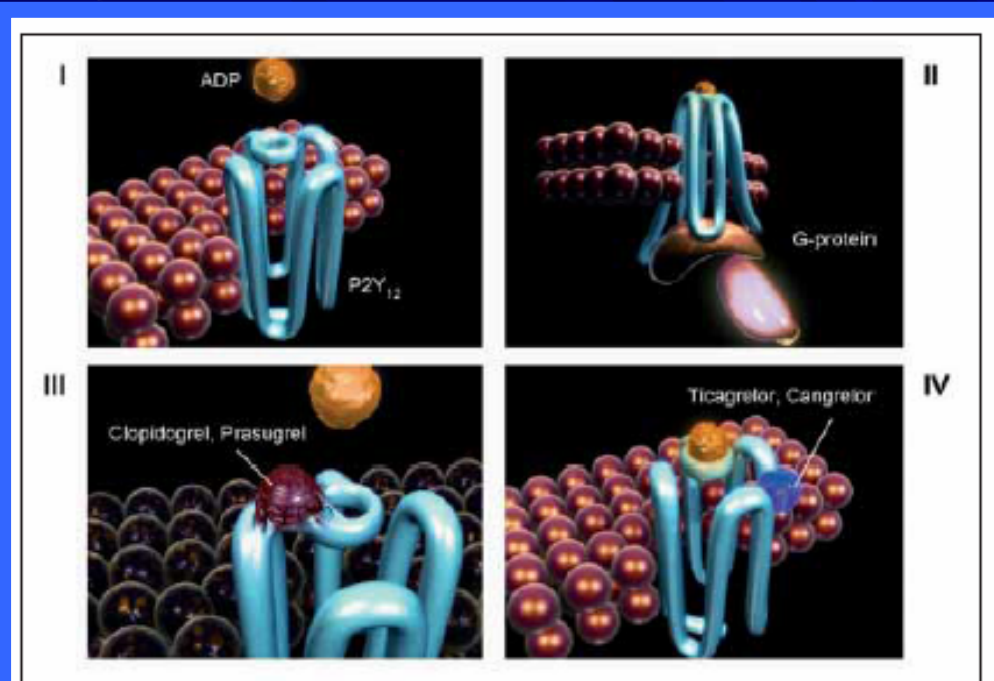 I
ADP
P2Y₁₂
II
G-protein
III
Clopidogrel, Prasugrel
IV
Ticagrelor, Cangrelor